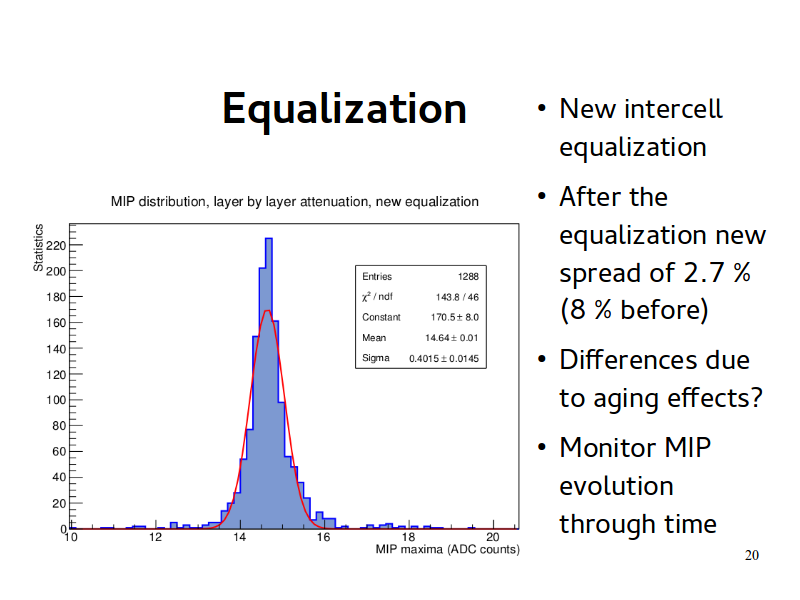 Equalization
MIP distribution, layer by layer attenuation, new equalization
Statistics
220
200
180
160
140
120
100
80
60
40
20
0
10 12 14 16 18 20
MIP maxima (ADC counts)
Entries 1288
χ² / ndf 143.8 / 46
Constant 170.5 ± 8.0
Mean 14.64 ± 0.01
Sigma 0.4015 ± 0.0145
• New intercell
equalization
• After the
equalization new
spread of 2.7 %
(8 % before)
• Differences due
to aging effects?
• Monitor MIP
evolution
through time
20